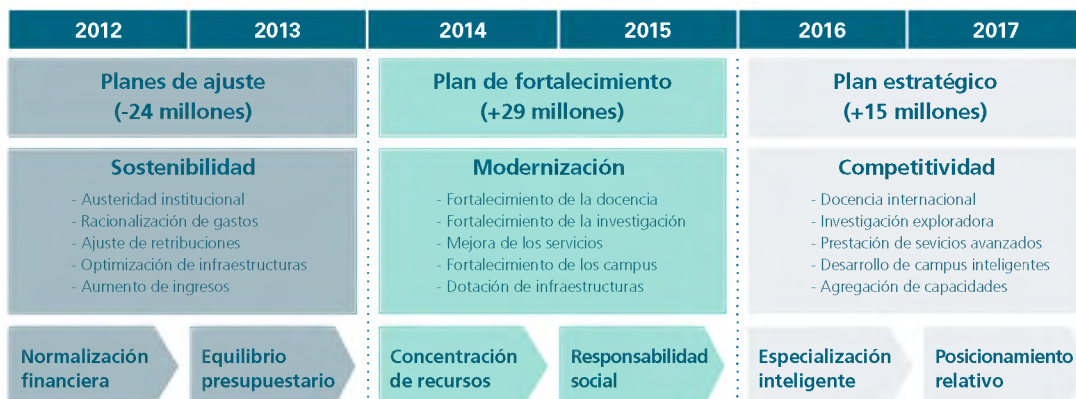 2012 2013 2014 2015 2016 2017
Planes de ajuste
(-24 millones)
Plan de fortalecimiento
(+29 millones)
Plan estratégico
(+15 millones)
Sostenibilidad
- Austeridad institucional
- Racionalización de gastos
- Ajuste de retribuciones
- Optimización de infraestructuras
- Aumento de ingresos
Modernización
- Fortalecimiento de la docencia
- Fortalecimiento de la investigación
- Mejora de los servicios
- Fortalecimiento de los campus
- Dotación de infraestructuras
Competitividad
- Docencia internacional
- Investigación exploradora
- Prestación de sevicios avanzados
- Desarrollo de campus inteligentes
- Agregación de capacidades
Normalización
financiera
Equilibrio
presupuestario
Concentración
de recursos
Responsabilidad
social
Especialización
inteligente
Posicionamiento
relativo